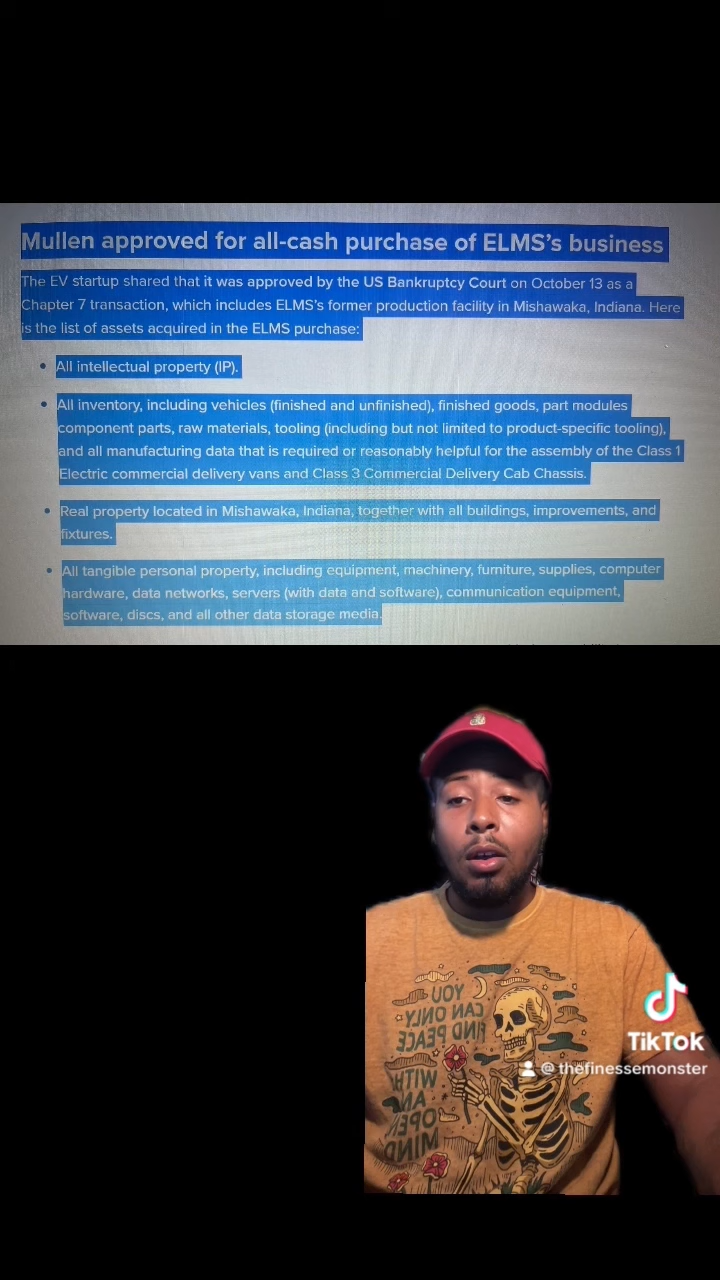 Mullen approved for all-cash purchase of ELMS's business
The EV startup shared that it was approved by the US Bankruptcy Court on October 13 as a
Chapter 7 transaction, which includes ELMS's former production facility in Mishawaka, Indiana. Here
is the list of assets acquired in the ELMS purchase:
• All intellectual property (IP).
• All inventory, including vehicles (finished and unfinished), finished goods, part modules
component parts, raw materials, tooling (including but not limited to product-specific tooling),
and all manufacturing data that is required or reasonably helpful for the assembly of the Class 1
Electric commercial delivery vans and Class 3 Commercial Delivery Cab Chassis.
• Real property located in Mishawaka, Indiana, together with all buildings, improvements, and
fixtures.
• All tangible personal property, including equipment, machinery, furniture, supplies, computer
hardware, data networks, servers (with data and software), communication equipment,
software, discs, and all other data storage media.
YOU
CAN ONLY
FIND PEACE
WITH
AN
OPEN
MIND
TikTok
@thefinessemonster